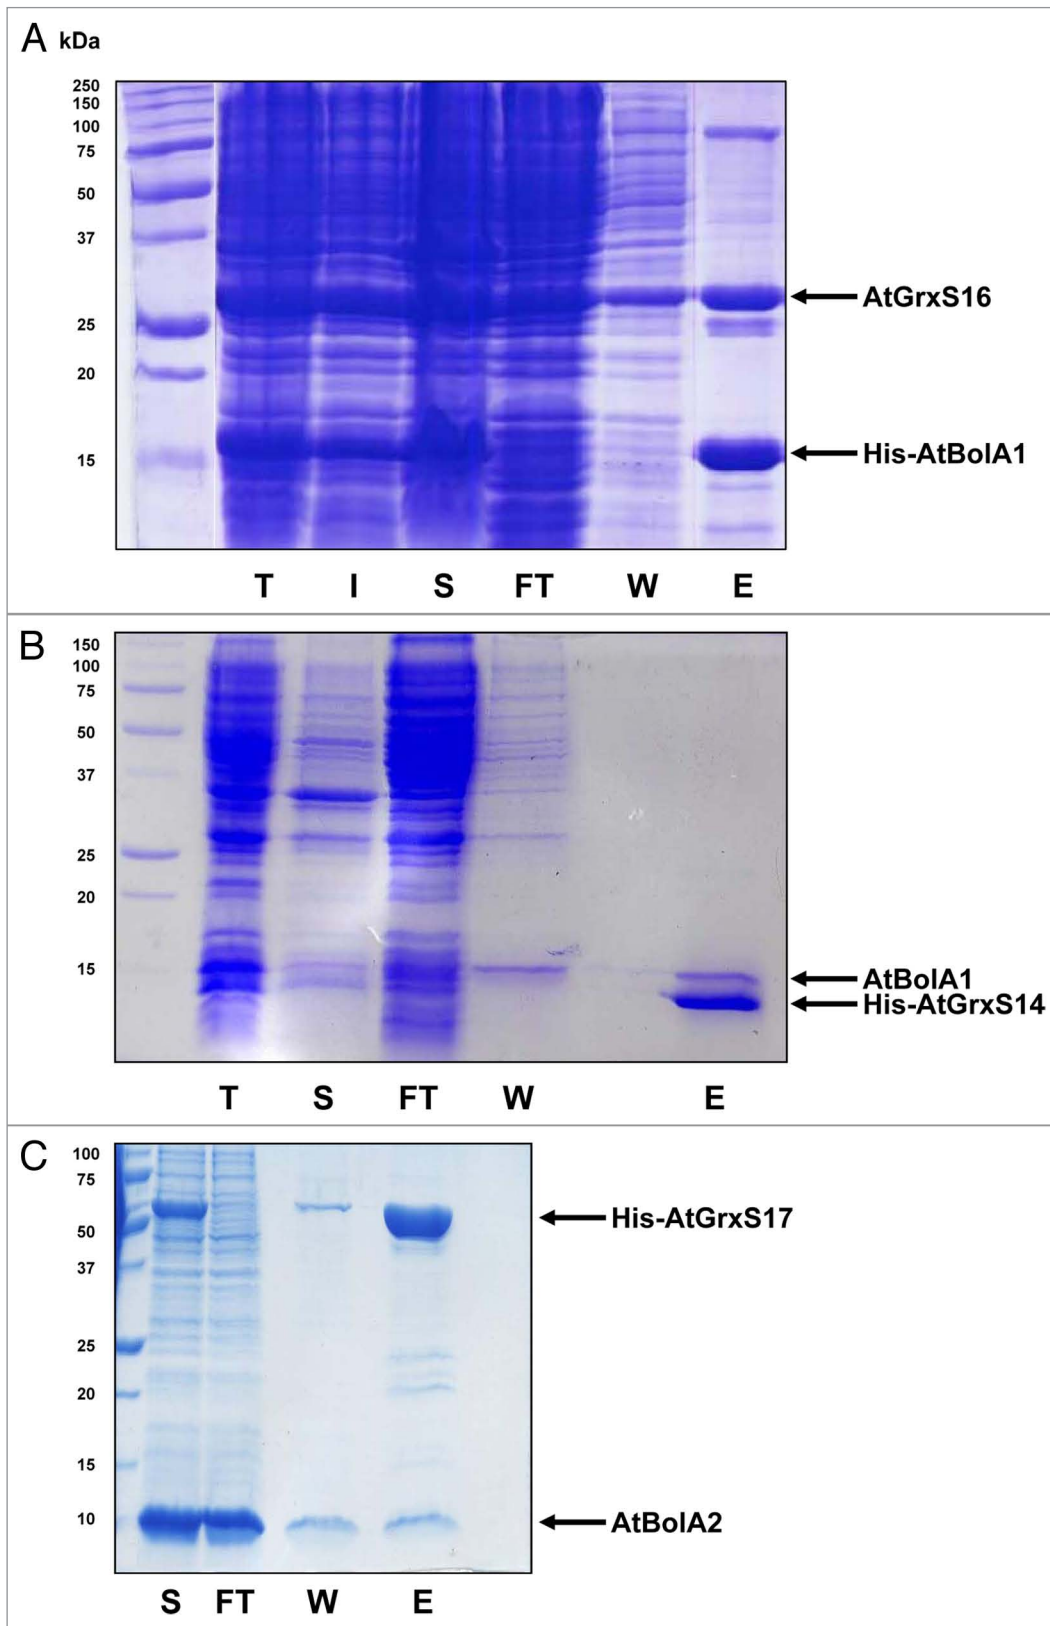 A kDa
250
150
100
75
50
37
25
20
15
AtGrxS16
His-AtBolA1
T I S FT W E
B
150
100
75
50
37
25
20
15
AtBolA1
His-AtGrxS14
T S FT W E
C
100
75
50
37
25
20
15
10
His-AtGrxS17
AtBolA2
S FT W E